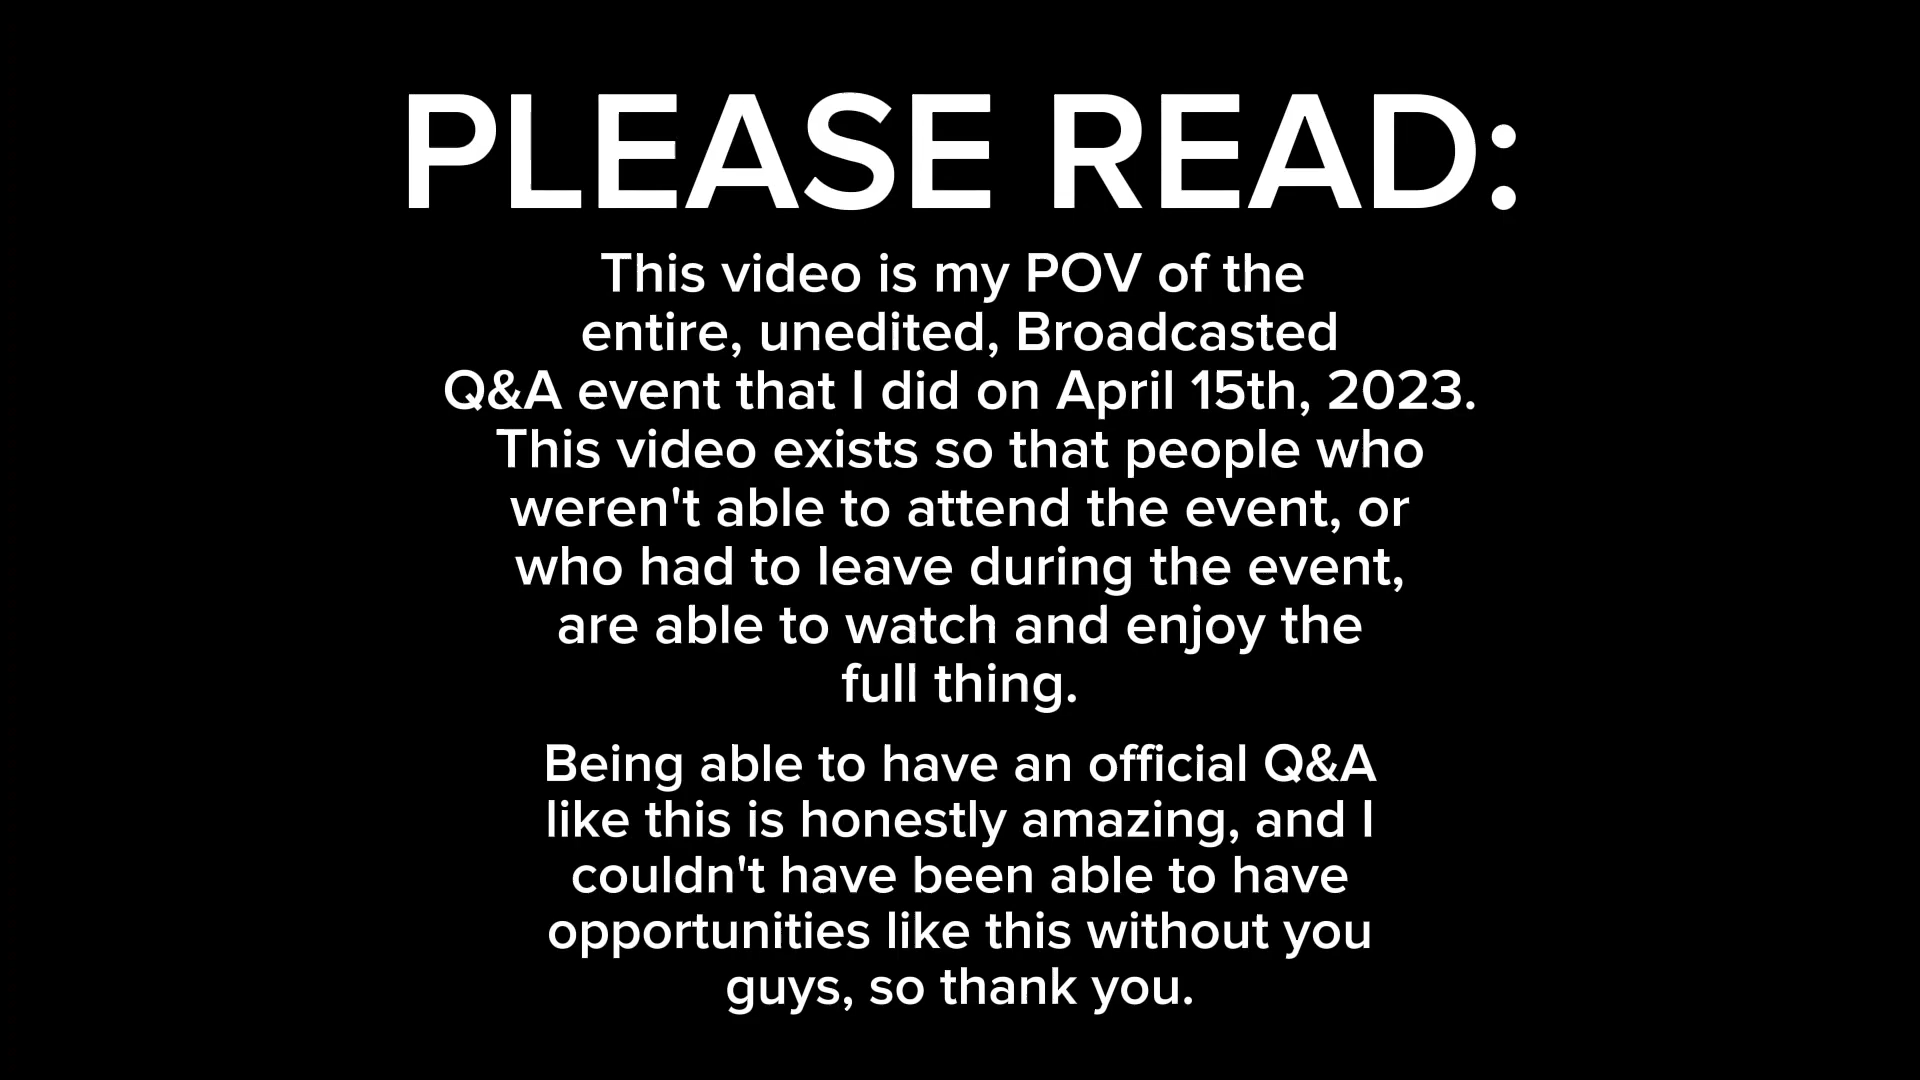 PLEASE READ:
This video is my POV of the
entire, unedited, Broadcasted
Q&A event that I did on April 15th, 2023.
This video exists so that people who
weren't able to attend the event, or
who had to leave during the event,
are able to watch and enjoy the
full thing.
Being able to have an official Q&A
like this is honestly amazing, and I
couldn't have been able to have
opportunities like this without you
guys, so thank you.